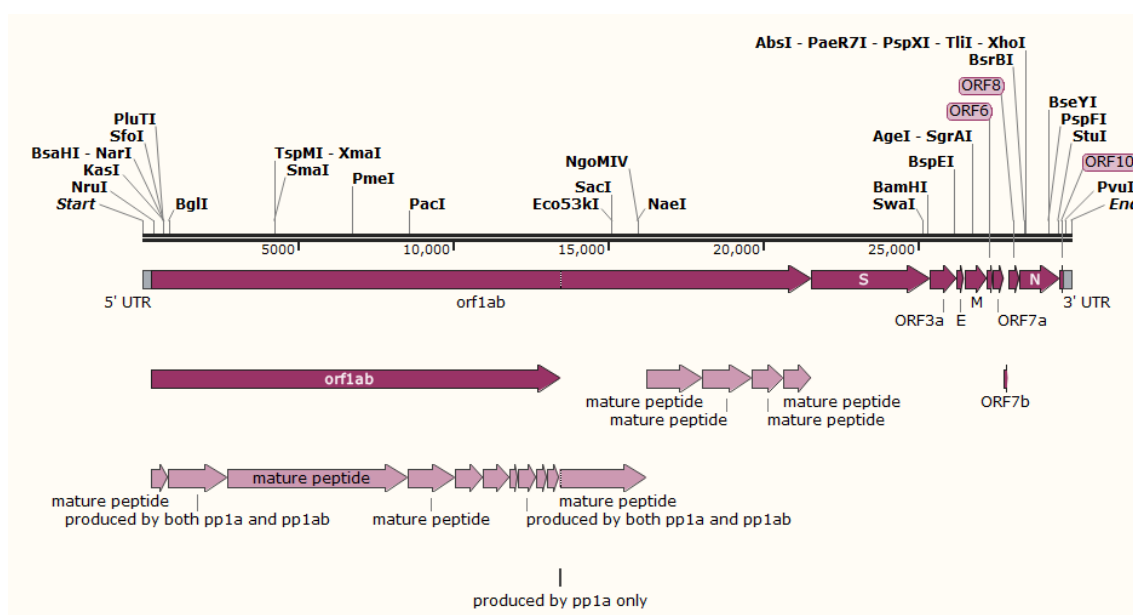 AbsI - PaeR7I - PspXI - TliI - XhoI
BsrBI
ORF8
ORF6
PluTI
SfoI
BsaHI - NarI
KasI
NruI
Start
BglI
TspMI - XmaI
SmaI
PmeI
PacI
NgoMIV
SacI
Eco53kI
NaeI
AgeI - SgrAI
BspEI
BamHI
SwaI
BseYI
PspFI
StuI
ORF10
PvuI
End
5000
10,000
15,000
20,000
25,000
S
N
5' UTR
orf1ab
ORF3a
E
M
ORF7a
3' UTR
orf1ab
mature peptide
mature peptide
mature peptide
mature peptide
ORF7b
mature peptide
mature peptide
mature peptide
produced by both pp1a and pp1ab
mature peptide
produced by both pp1a and pp1ab
produced by pp1a only